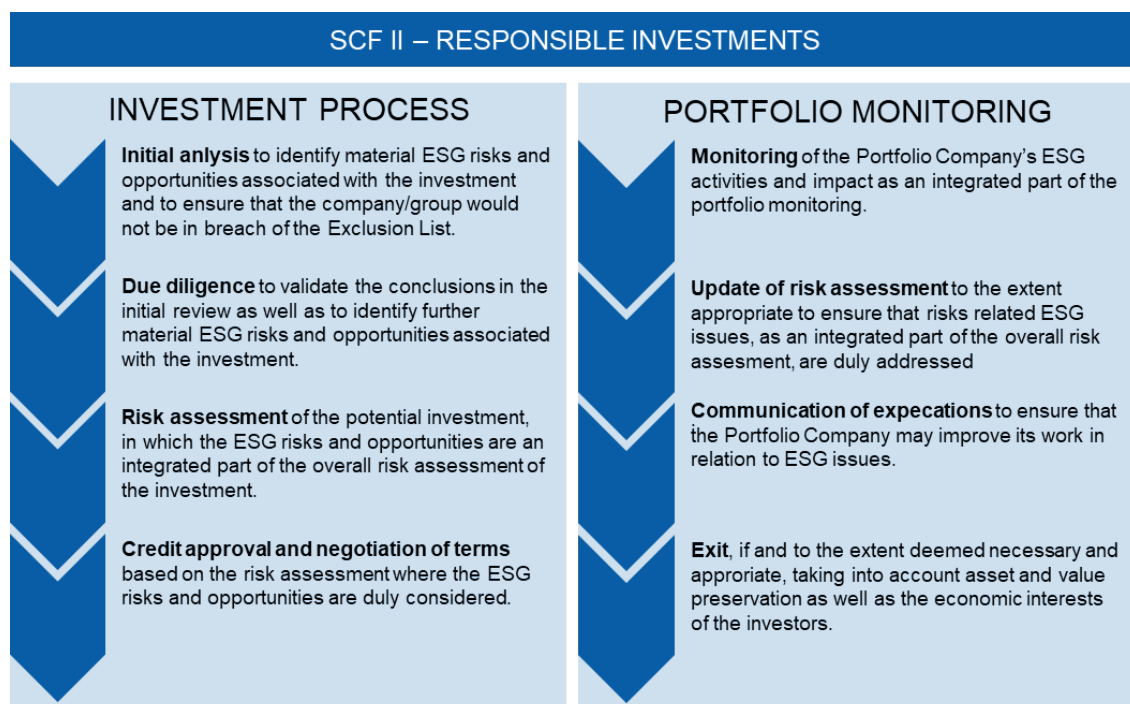 SCF II – RESPONSIBLE INVESTMENTS
INVESTMENT PROCESS
Initial anlysis to identify material ESG risks and
opportunities associated with the investment
and to ensure that the company/group would
not be in breach of the Exclusion List.
Due diligence to validate the conclusions in the
initial review as well as to identify further
material ESG risks and opportunities associated
with the investment.
Risk assessment of the potential investment,
in which the ESG risks and opportunities are an
integrated part of the overall risk assessment of
the investment.
Credit approval and negotiation of terms
based on the risk assessment where the ESG
risks and opportunities are duly considered.
PORTFOLIO MONITORING
Monitoring of the Portfolio Company’s ESG
activities and impact as an integrated part of the
portfolio monitoring.
Update of risk assessment to the extent
appropriate to ensure that risks related ESG
issues, as an integrated part of the overall risk
assesment, are duly addressed
Communication of expecations to ensure that
the Portfolio Company may improve its work in
relation to ESG issues.
Exit, if and to the extent deemed necessary and
approriate, taking into account asset and value
preservation as well as the economic interests
of the investors.